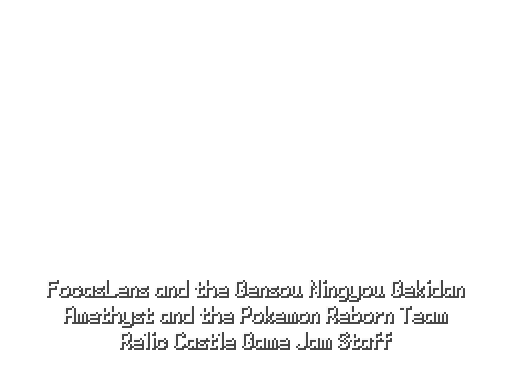 FocasLens and the Gensou Ningyou Gekidan
Amethyst and the Pokemon Reborn Team
Relic Castle Game Jam Staff